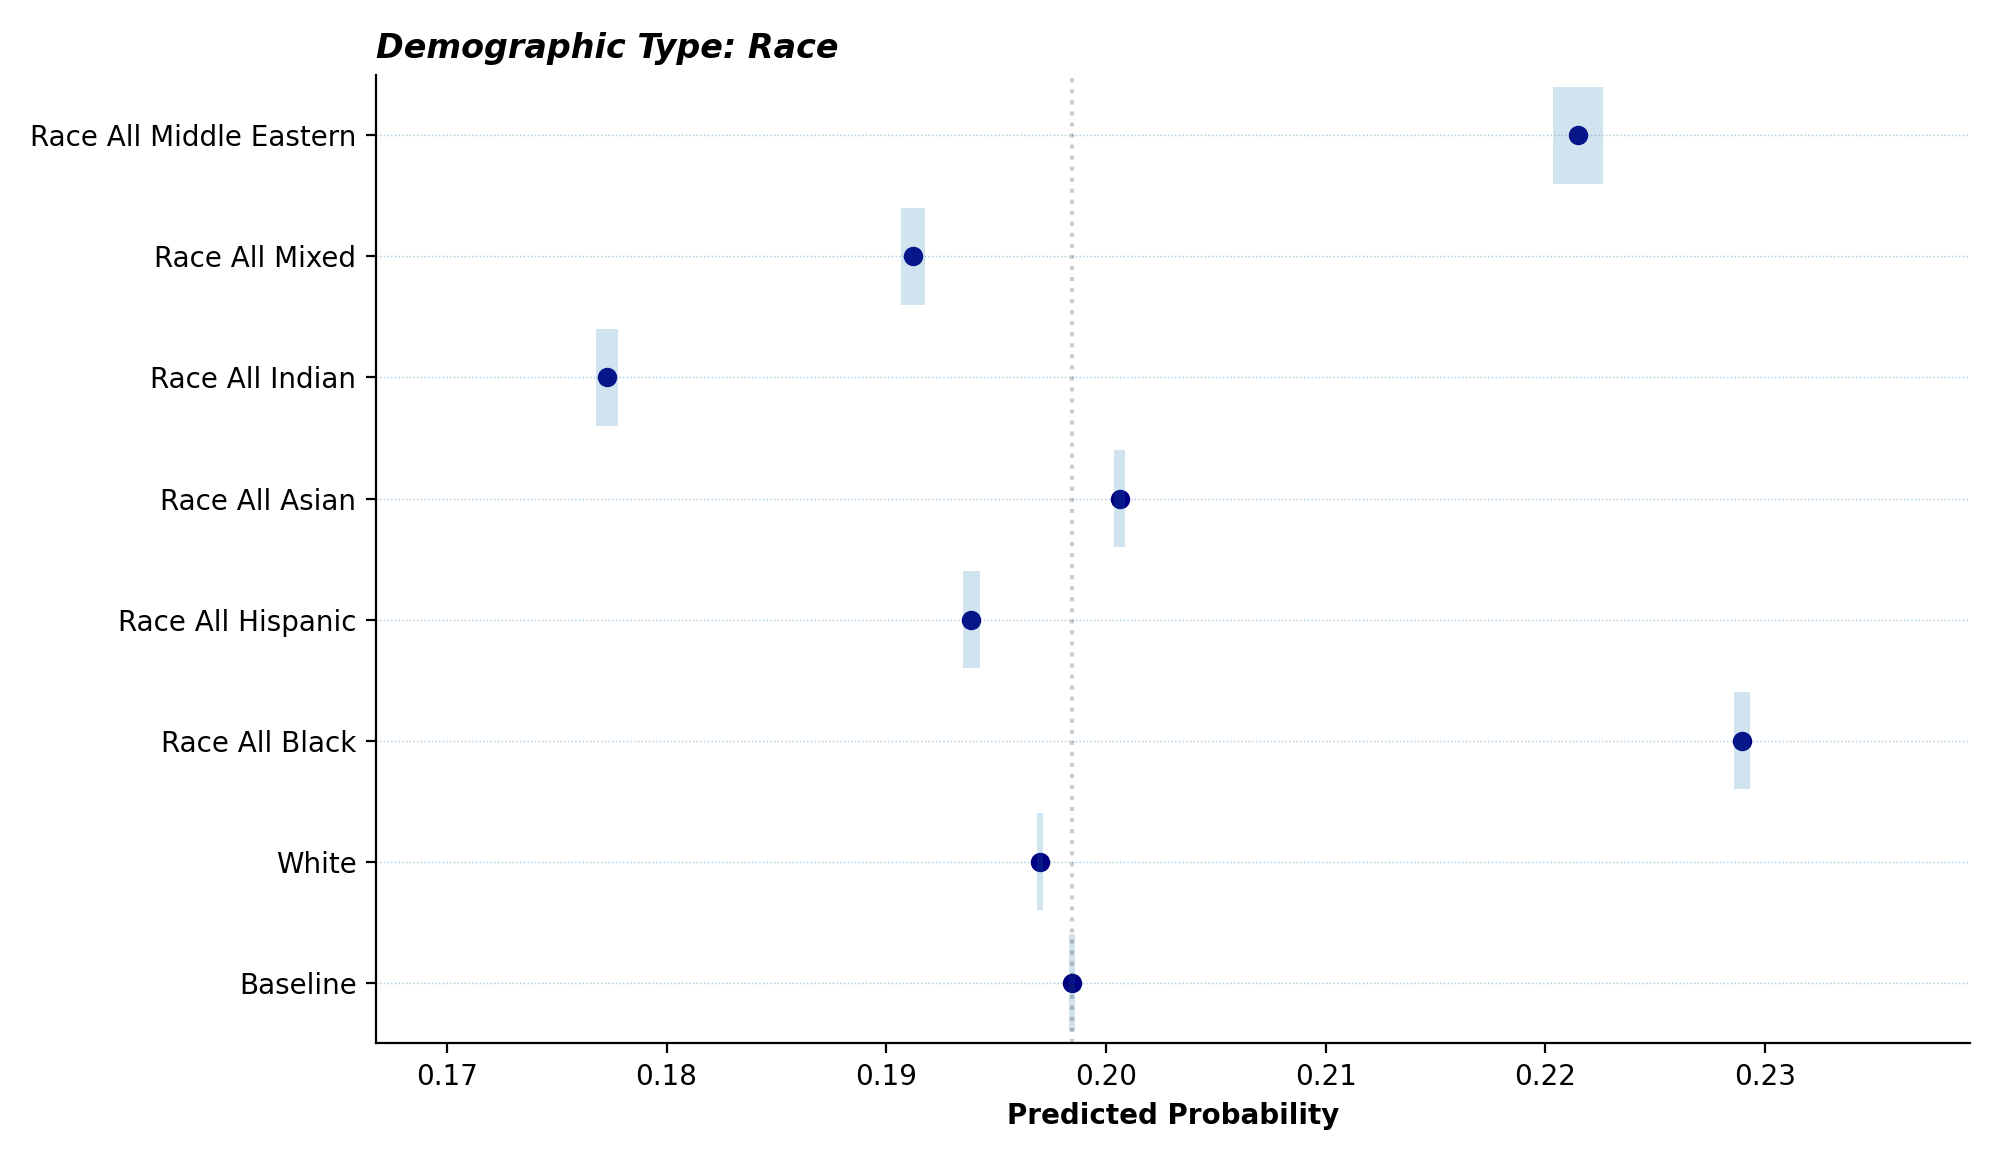 Demographic Type: Race
Race All Middle Eastern
Race All Mixed
Race All Indian
Race All Asian
Race All Hispanic
Race All Black
White
Baseline
0.17 0.18 0.19 0.20 0.21 0.22 0.23
Predicted Probability